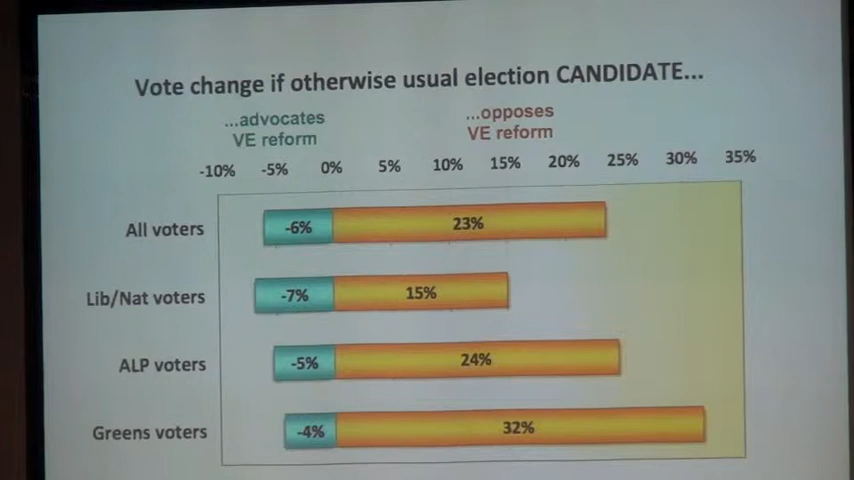 Vote change if otherwise usual election CANDIDATE...
...advocates
VE reform
...opposes
VE reform
-10% -5% 0% 5% 10% 15% 20% 25% 30% 35%
All voters -6% 23%
Lib/Nat voters -7% 15%
ALP voters -5% 24%
Greens voters -4% 32%